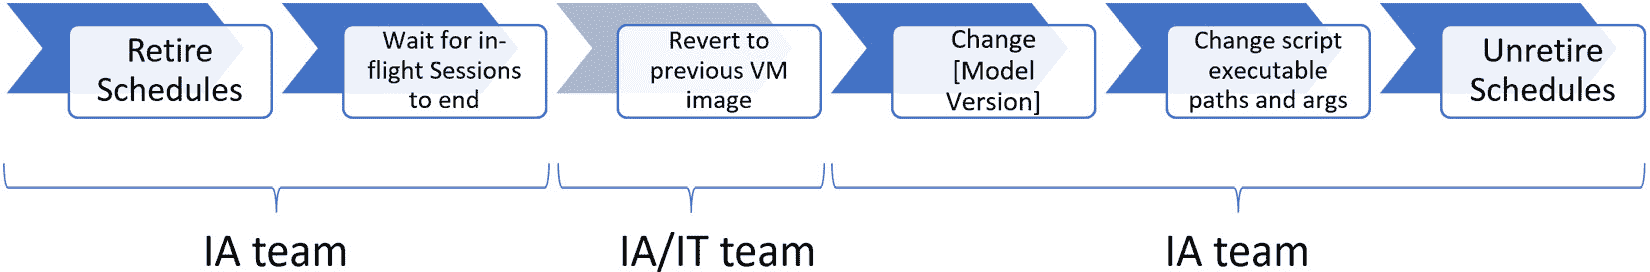 Retire
Schedules
Wait for in-
flight Sessions
to end
Revert to
previous VM
image
Change
[Model
Version]
Change script
executable
paths and args
Unretire
Schedules
IA team
IA/IT team
IA team